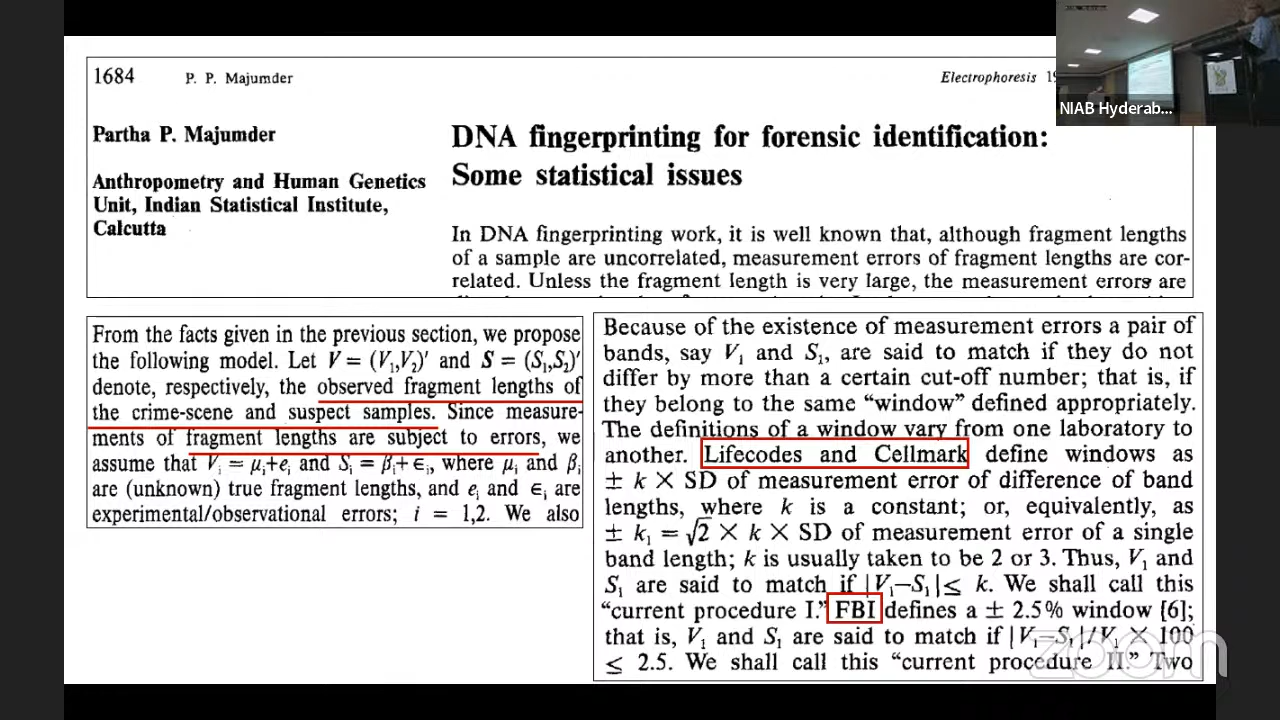 1684 P. P. Majumder Electrophoresis
Partha P. Majumder
Anthropometry and Human Genetics
Unit, Indian Statistical Institute,
Calcutta
DNA fingerprinting for forensic identification:
Some statistical issues
In DNA fingerprinting work, it is well known that, although fragment lengths
of a sample are uncorrelated, measurement errors of fragment lengths are cor-
related. Unless the fragment length is very large, the measurement errors are
From the facts given in the previous section, we propose
the following model. Let V = (V₁,V₂)′ and S = (S₁,S₂)′
denote, respectively, the observed fragment lengths of
the crime-scene and suspect samples. Since measure-
ments of fragment lengths are subject to errors, we
assume that Vᵢ = μᵢ+eᵢ and Sᵢ = βᵢ+ϵᵢ, where μᵢ and βᵢ
are (unknown) true fragment lengths, and eᵢ and ϵᵢ are
experimental/observational errors; i = 1,2. We also
Because of the existence of measurement errors a pair of
bands, say V₁ and S₁, are said to match if they do not
differ by more than a certain cut-off number; that is, if
they belong to the same “window” defined appropriately.
The definitions of a window vary from one laboratory to
another. Lifecodes and Cellmark define windows as
± k × SD of measurement error of difference of band
lengths, where k is a constant; or, equivalently, as
± k₁ = √2 × k × SD of measurement error of a single
band length; k is usually taken to be 2 or 3. Thus, V₁ and
S₁ are said to match if |V₁−S₁| ≤ k. We shall call this
“current procedure I.” FBI defines a ± 2.5% window [6];
that is, V₁ and S₁ are said to match if |V₁−S₁|/V₁ × 100
≤ 2.5. We shall call this “current procedure II.” Two
NIAB Hyderab...
zoom